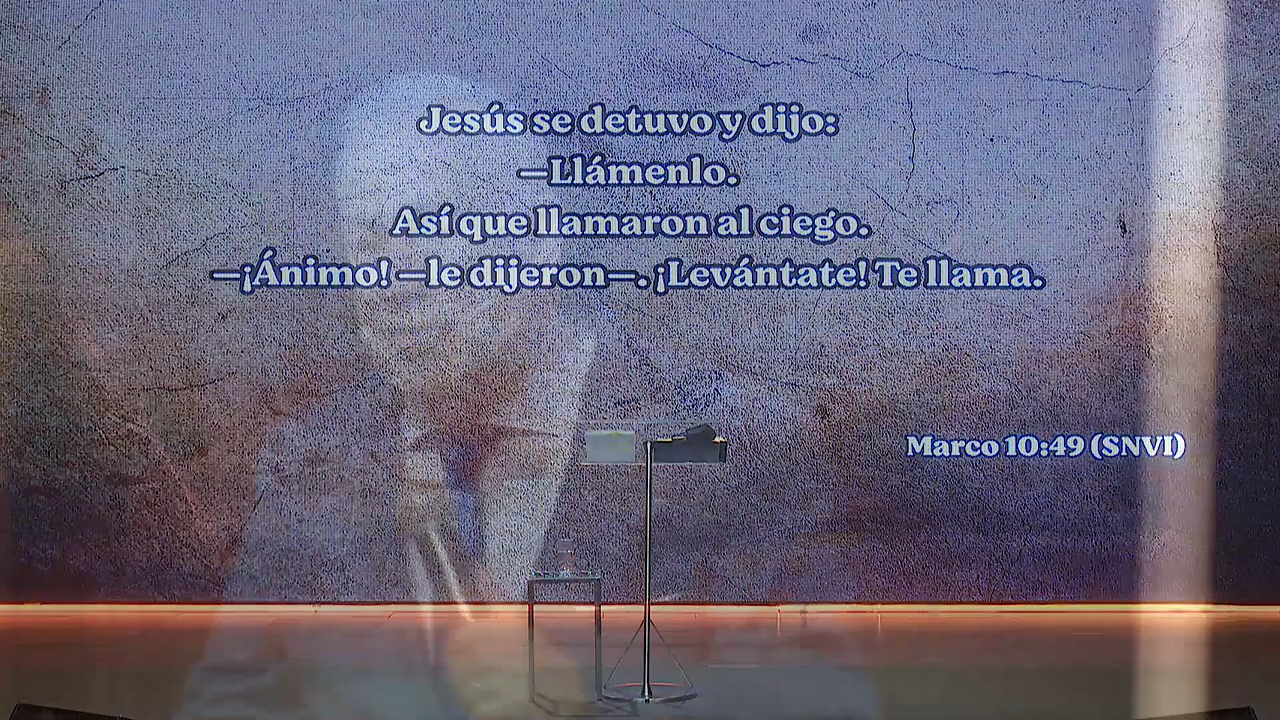 Jesús se detuvo y dijo:
—Llámenlo.
Así que llamaron al ciego.
—¡Ánimo! —le dijeron—. ¡Levántate! Te llama.
Marco 10:49 (SNVI)